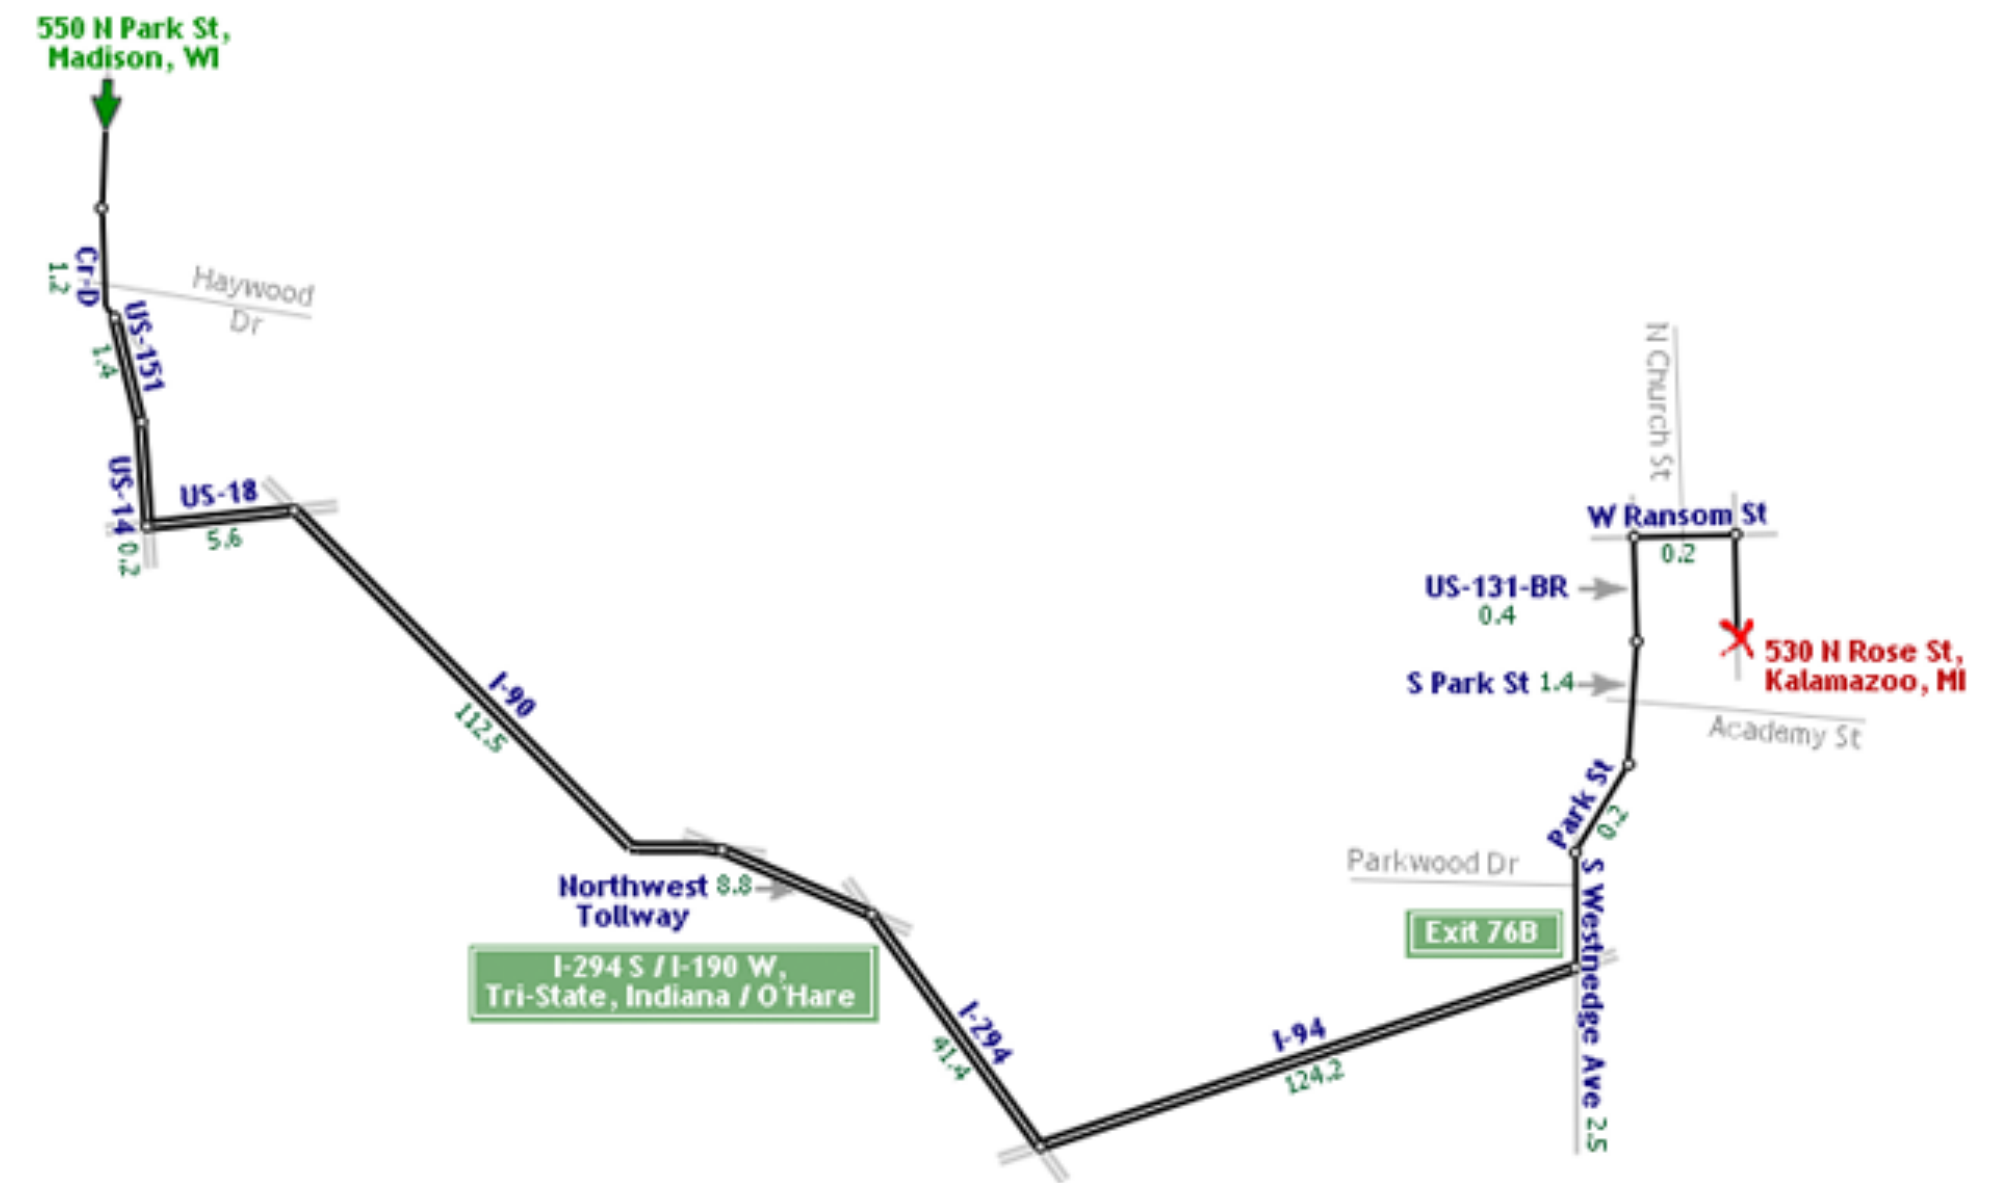 550 N Park St,
Madison, WI
Cr-D
1.2
Haywood
Dr
US-151
1.4
US-14
0.2
US-18
5.6
I-90
112.5
Northwest 8.8
Tollway
I-294 S / I-190 W,
Tri-State, Indiana / O'Hare
I-294
41.4
I-94
124.2
Exit 76B
S Westnedge Ave 2.5
Parkwood Dr
Park St
0.2
S Park St 1.4
Academy St
US-131-BR
0.4
N Church St
W Ransom St
0.2
530 N Rose St,
Kalamazoo, MI